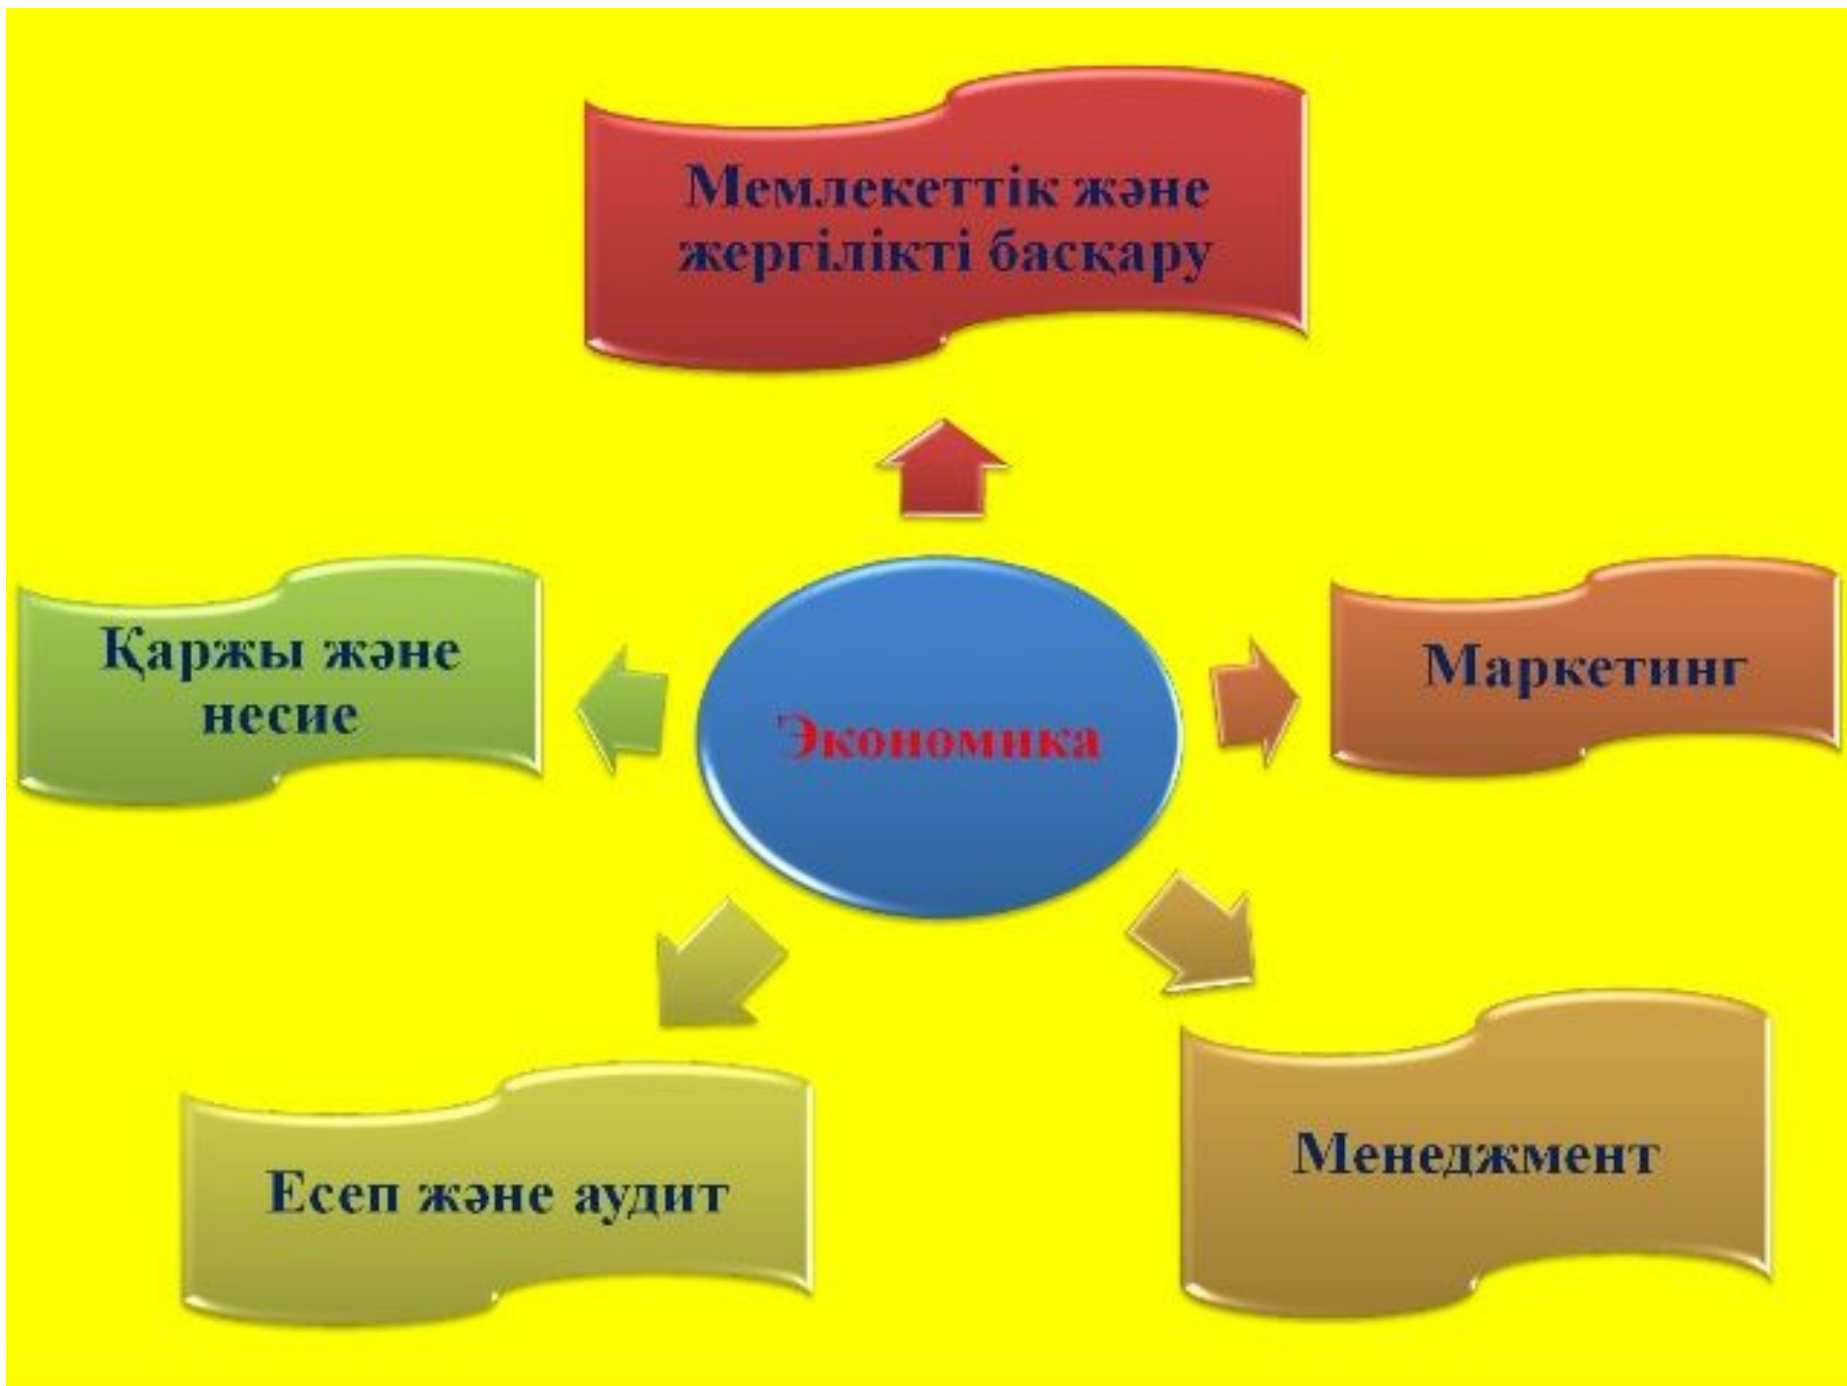 Мемлекеттік және
жергілікті басқару
Қаржы және
несие
Экономика
Маркетинг
Есеп және аудит
Менеджмент